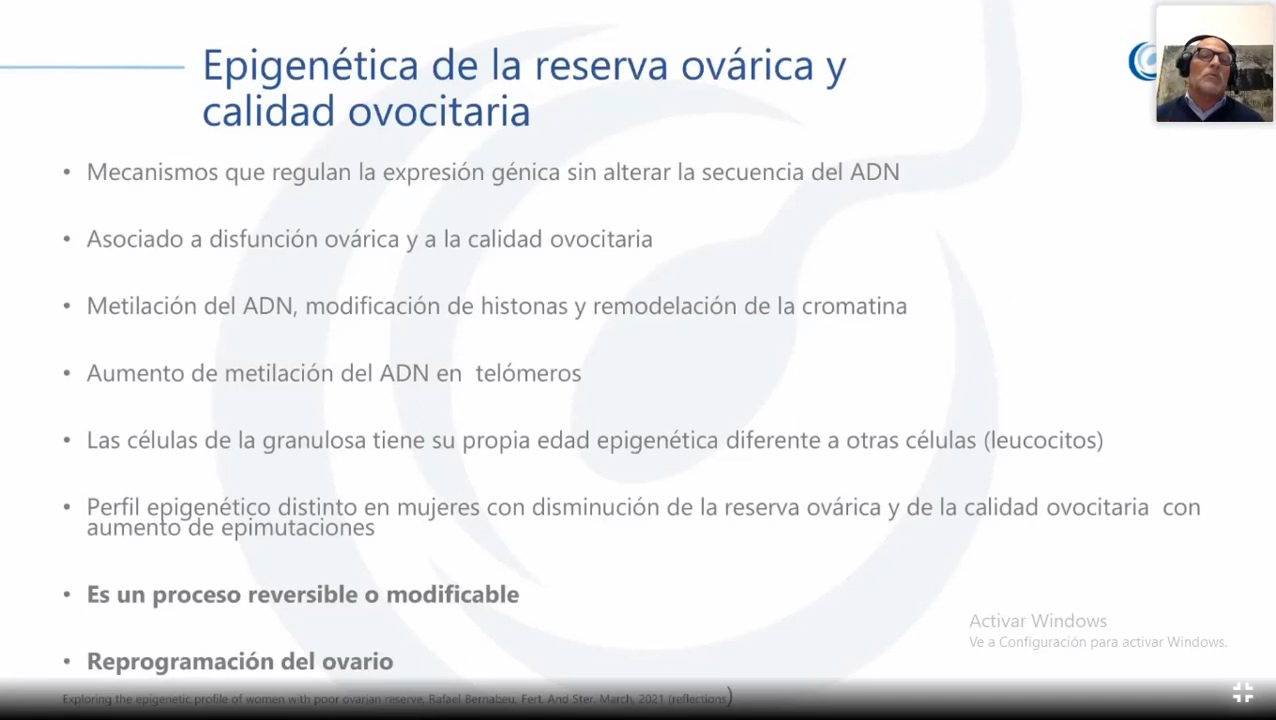 Epigenética de la reserva ovárica y
calidad ovocitaria
• Mecanismos que regulan la expresión génica sin alterar la secuencia del ADN
• Asociado a disfunción ovárica y a la calidad ovocitaria
• Metilación del ADN, modificación de histonas y remodelación de la cromatina
• Aumento de metilación del ADN en telómeros
• Las células de la granulosa tiene su propia edad epigenética diferente a otras células (leucocitos)
• Perfil epigenético distinto en mujeres con disminución de la reserva ovárica y de la calidad ovocitaria con
aumento de epimutaciones
• Es un proceso reversible o modificable
• Reprogramación del ovario
Activar Windows
Ve a Configuración para activar Windows.
Exploring the epigenetic profile of women with poor ovarian reserve, Rafael Bernabeu, Fert. And Ster. March, 2021 (reflections)